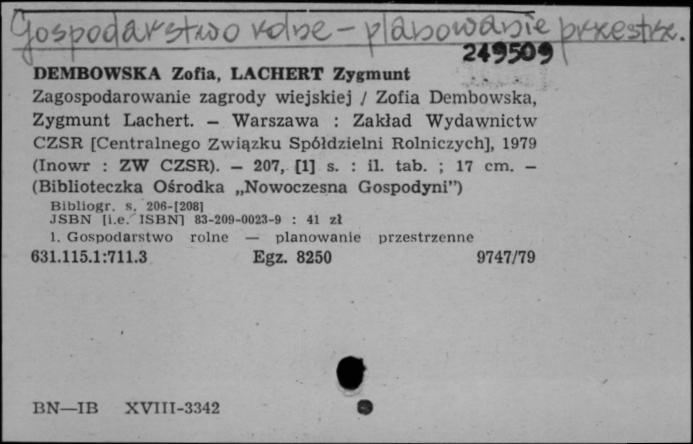 Gospodarstwo rolne - planowanie przestrz.
249509
DEMBOWSKA Zofia, LACHERT Zygmunt
Zagospodarowanie zagrody wiejskiej / Zofia Dembowska,
Zygmunt Lachert. — Warszawa : Zakład Wydawnictw
CZSR [Centralnego Związku Spółdzielni Rolniczych], 1979
(Inowr : ZW CZSR). — 207, [1] s. : il. tab. ; 17 cm. —
(Biblioteczka Ośrodka „Nowoczesna Gospodyni”)
Bibliogr. s. 206-[208]
JSBN [i.e. ISBN] 83-209-0023-9 : 41 zł
1. Gospodarstwo rolne — planowanie przestrzenne
631.115.1:711.3 Egz. 8250 9747/79
BN—IB XVIII-3342